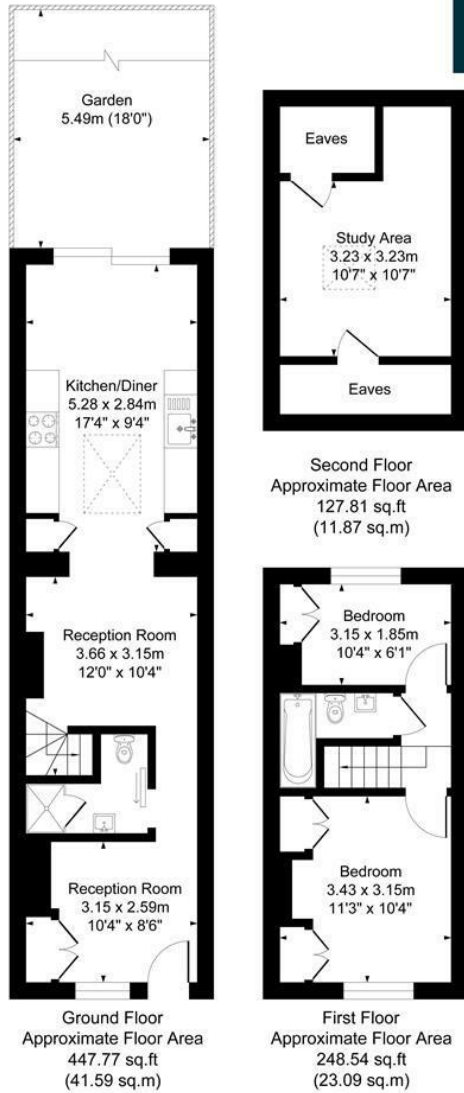 Garden
5.49m (18'0")
Kitchen/Diner
5.28 x 2.84m
17'4" x 9'4"
Reception Room
3.66 x 3.15m
12'0" x 10'4"
Reception Room
3.15 x 2.59m
10'4" x 8'6"
Ground Floor
Approximate Floor Area
447.77 sq.ft
(41.59 sq.m)
Eaves
Study Area
3.23 x 3.23m
10'7" x 10'7"
Eaves
Second Floor
Approximate Floor Area
127.81 sq.ft
(11.87 sq.m)
Bedroom
3.15 x 1.85m
10'4" x 6'1"
Bedroom
3.43 x 3.15m
11'3" x 10'4"
First Floor
Approximate Floor Area
248.54 sq.ft
(23.09 sq.m)